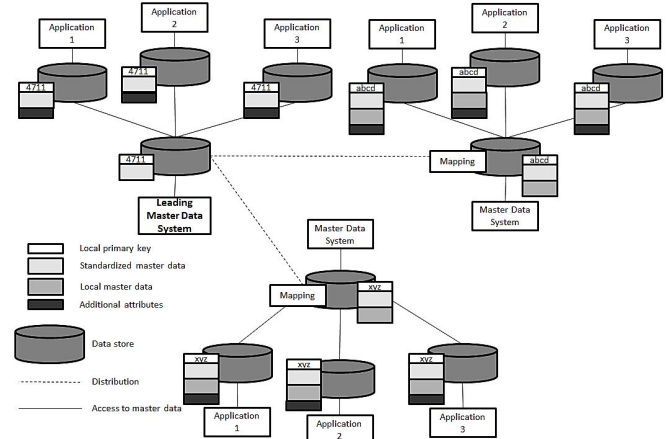 Application
1
Application
2
Application
3
Application
1
Application
2
Application
3
4711
4711
4711
abcd
abcd
abcd
4711
Mapping
abcd
Leading
Master Data
System
Master Data
System
Master Data
System
Local primary key
Standardized master data
Local master data
Additional attributes
Data store
Distribution
Access to master data
Mapping
xyz
xyz
xyz
xyz
Application
1
Application
2
Application
3